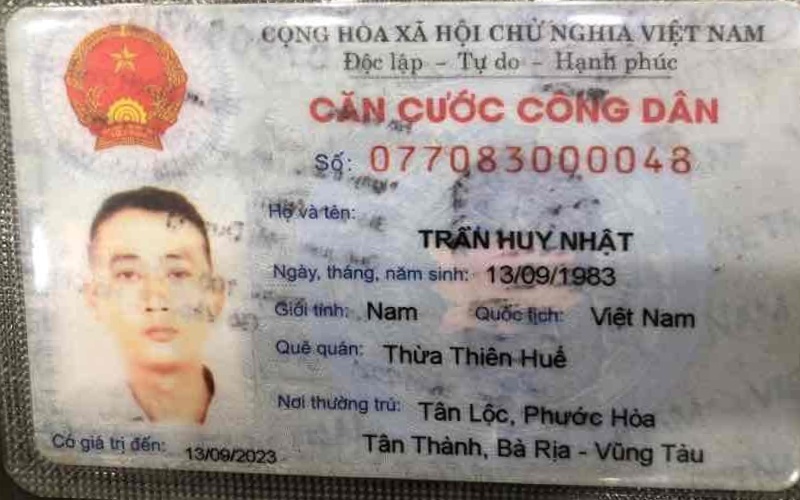 CỘNG HÒA XÃ HỘI CHỦ NGHĨA VIỆT NAM
Độc lập - Tự do - Hạnh phúc
CĂN CƯỚC CÔNG DÂN
Số: 077083000048
Họ và tên:
TRẦN HUY NHẬT
Ngày, tháng, năm sinh: 13/09/1983
Giới tính: Nam Quốc tịch: Việt Nam
Quê quán: Thừa Thiên Huế
Nơi thường trú: Tân Lộc, Phước Hòa
Tân Thành, Bà Rịa - Vũng Tàu
Có giá trị đến: 13/09/2023